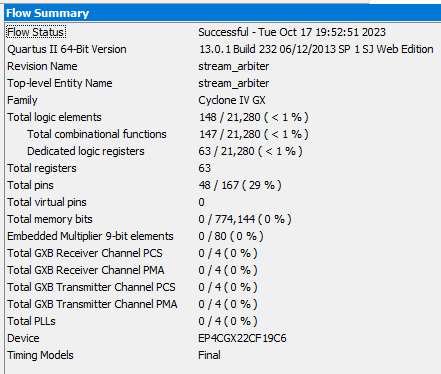 Flow Summary
Flow Status Successful - Tue Oct 17 19:52:51 2023
Quartus II 64-Bit Version 13.0.1 Build 232 06/12/2013 SP 1 SJ Web Edition
Revision Name stream_arbiter
Top-level Entity Name stream_arbiter
Family Cyclone IV GX
Total logic elements 148 / 21,280 ( < 1 % )
Total combinational functions 147 / 21,280 ( < 1 % )
Dedicated logic registers 63 / 21,280 ( < 1 % )
Total registers 63
Total pins 48 / 167 ( 29 % )
Total virtual pins 0
Total memory bits 0 / 774,144 ( 0 % )
Embedded Multiplier 9-bit elements 0 / 80 ( 0 % )
Total GXB Receiver Channel PCS 0 / 4 ( 0 % )
Total GXB Receiver Channel PMA 0 / 4 ( 0 % )
Total GXB Transmitter Channel PCS 0 / 4 ( 0 % )
Total GXB Transmitter Channel PMA 0 / 4 ( 0 % )
Total PLLs 0 / 4 ( 0 % )
Device EP4CGX22CF19C6
Timing Models Final